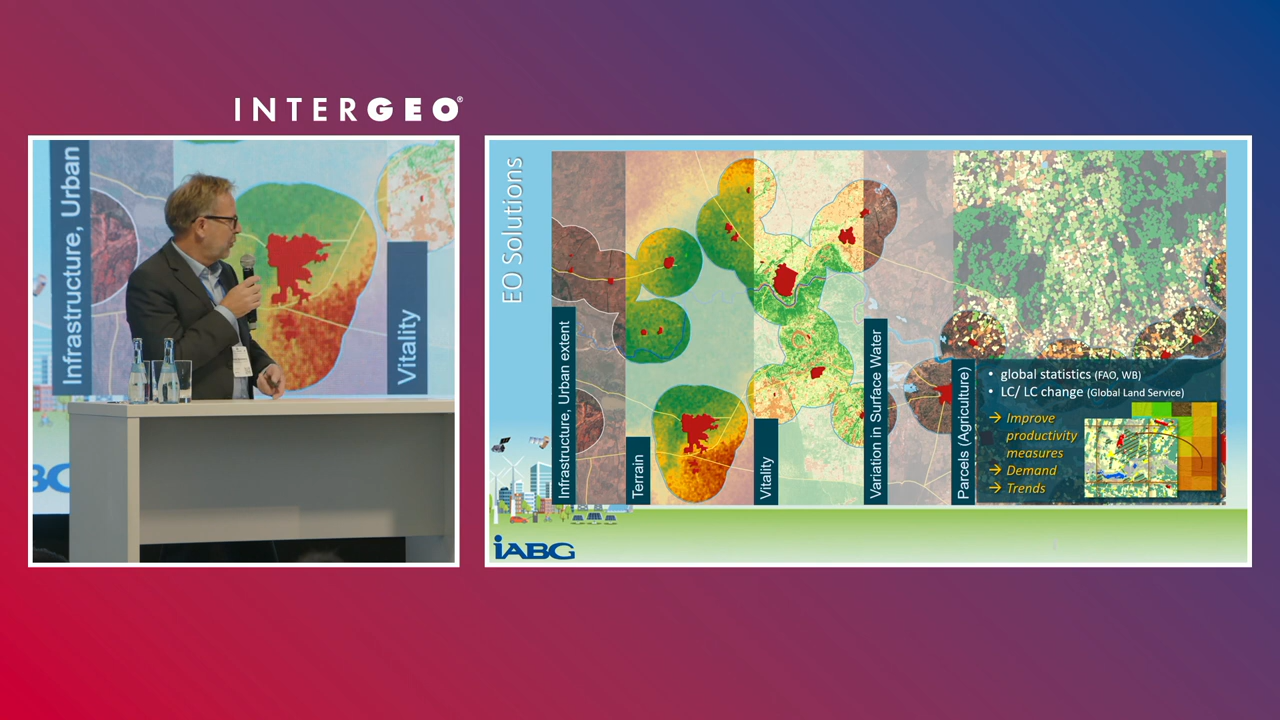 INTERGEO®
Infrastructure, Urban
Vitality
BG
EO Solutions
Infrastructure, Urban extent
Terrain
Vitality
Variation in Surface Water
Parcels (Agriculture)
• global statistics (FAO, WB)
• LC/ LC change (Global Land Service)
→ Improve
productivity
measures
→ Demand
→ Trends
iABG